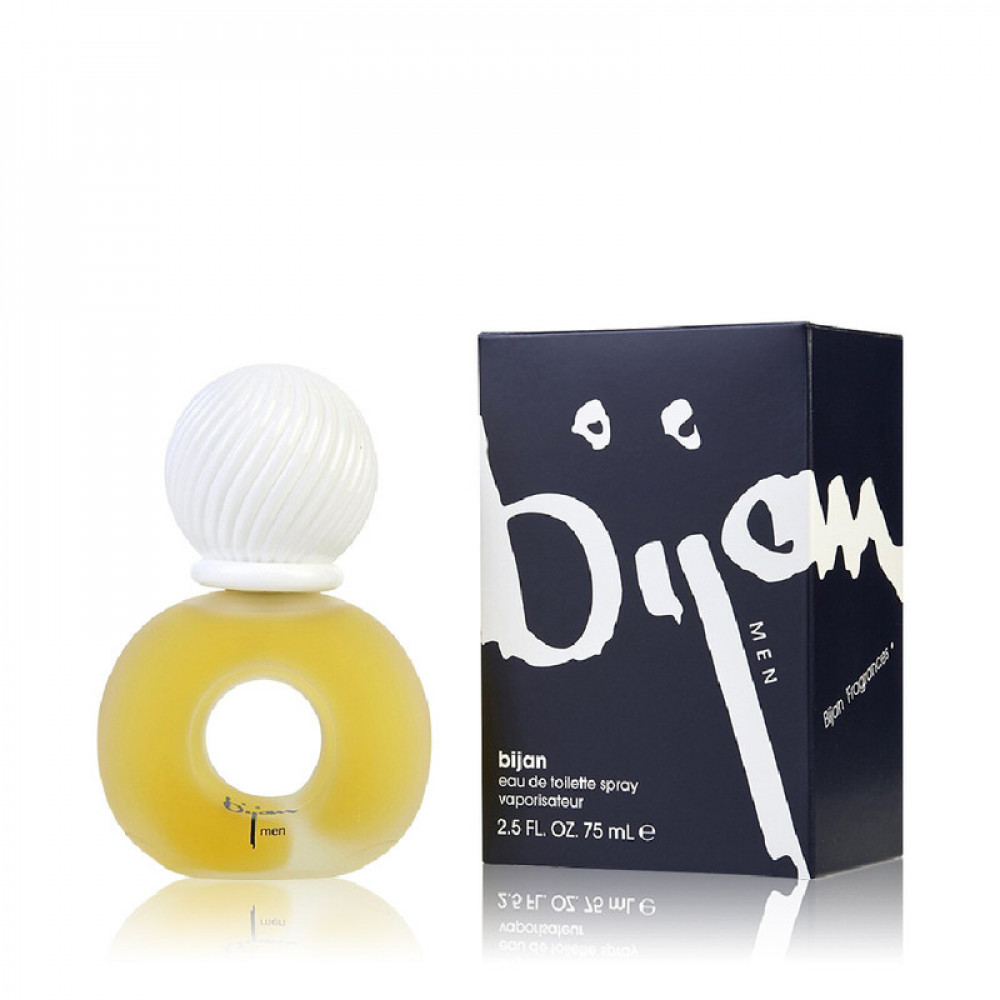 bijan
men
bijan
MEN
Bijan Fragrances
bijan
eau de toilette spray
vaporisateur
2.5 FL. OZ. 75 mL ℮